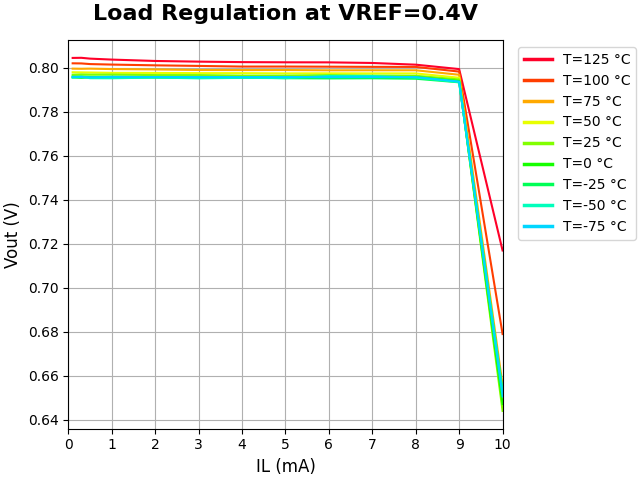 Load Regulation at VREF=0.4V
Vout (V)
0.80
0.78
0.76
0.74
0.72
0.70
0.68
0.66
0.64
0 1 2 3 4 5 6 7 8 9 10
IL (mA)
T=125 °C
T=100 °C
T=75 °C
T=50 °C
T=25 °C
T=0 °C
T=-25 °C
T=-50 °C
T=-75 °C